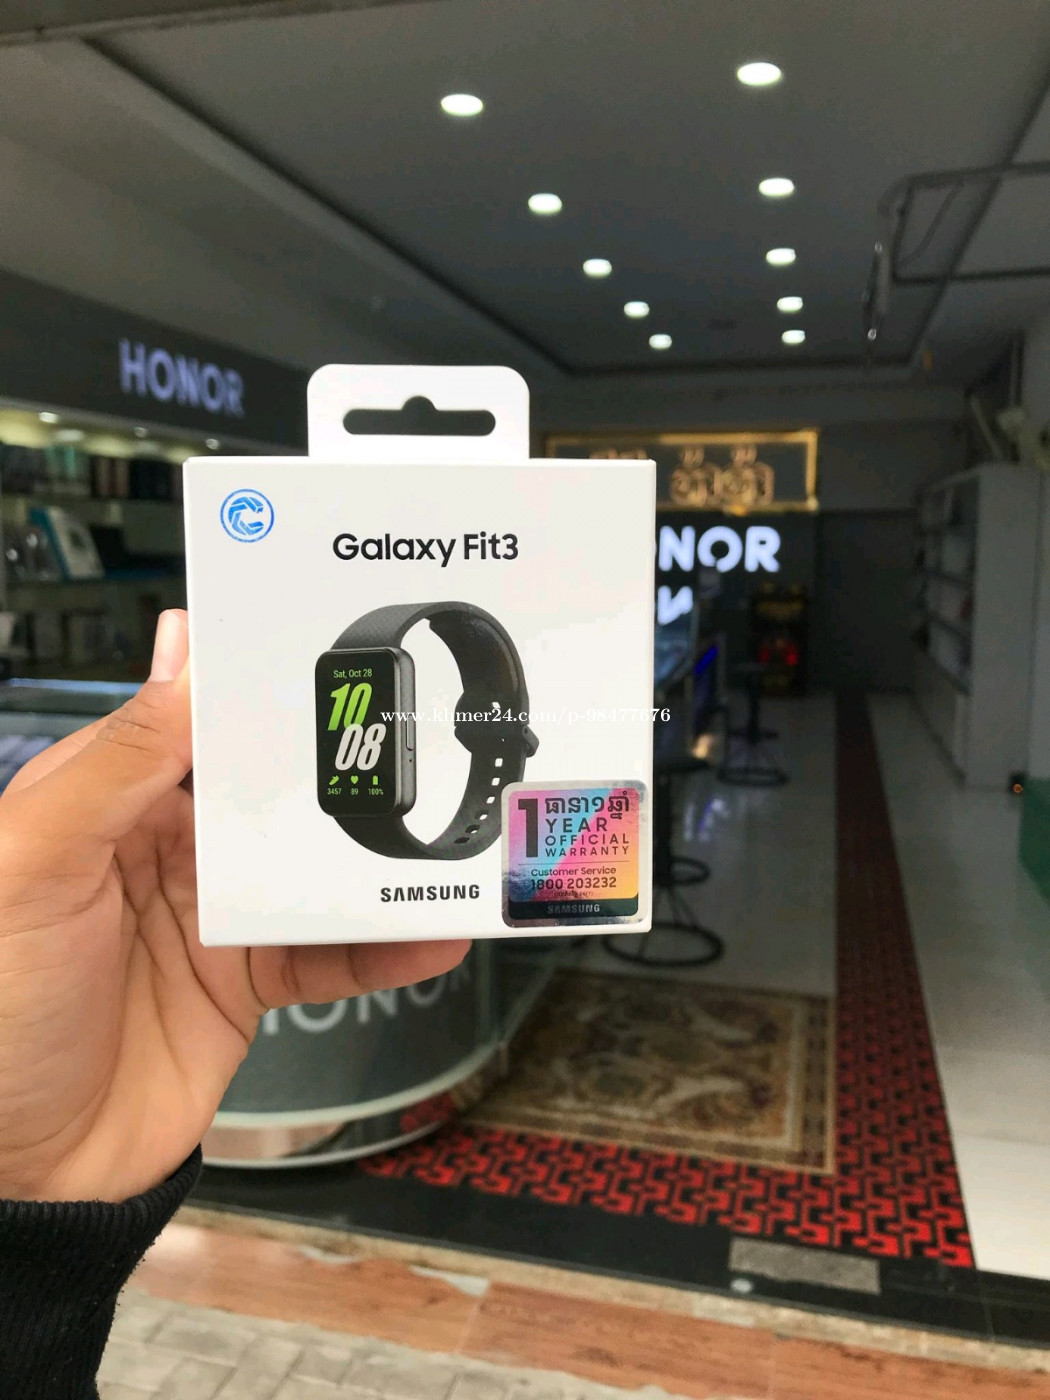 HONOR
Galaxy Fit3
NOR
Sat, Oct 28
10
08
3457 89 100%
www.khmer24.com/p-98477676
1 ធានា១ឆ្នាំ
YEAR
OFFICIAL
WARRANTY
Customer Service
1800 203232
SAMSUNG
SAMSUNG
HONOR